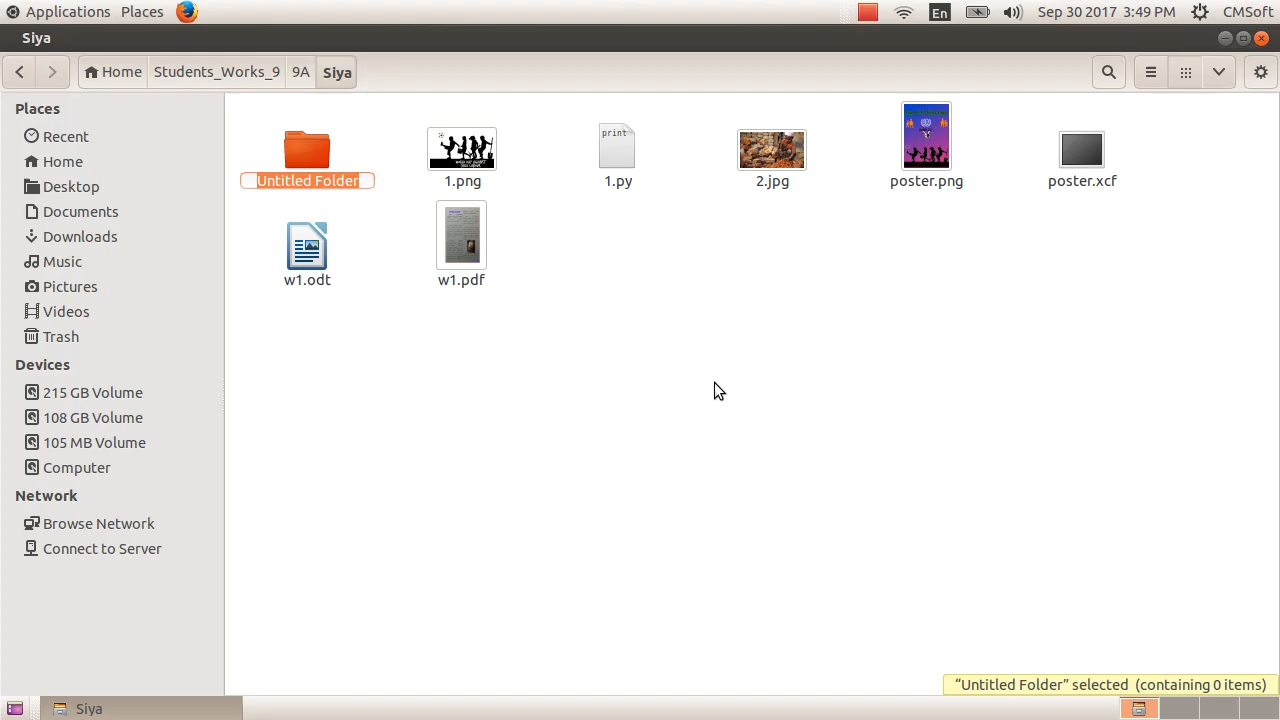 Applications Places En Sep 30 2017 3:49 PM CMSoft
Siya
Home Students_Works_9 9A Siya
Places
Recent
Home
Desktop
Documents
Downloads
Music
Pictures
Videos
Trash
Devices
215 GB Volume
108 GB Volume
105 MB Volume
Computer
Network
Browse Network
Connect to Server
print
Untitled Folder 1.png 1.py 2.jpg poster.png poster.xcf
w1.odt w1.pdf
“Untitled Folder” selected (containing 0 items)
Siya